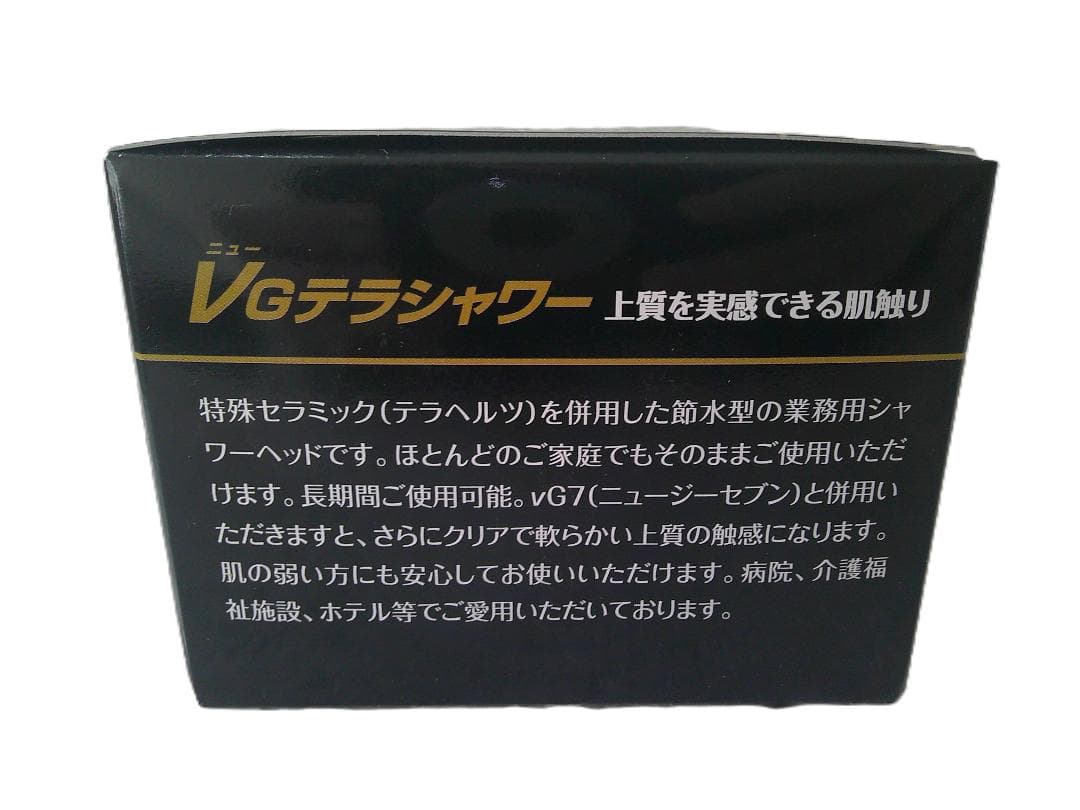 ニュー
νGテラシャワー 上質を実感できる肌触り
特殊セラミック(テラヘルツ)を併用した節水型の業務用シャ
ワーヘッドです。ほとんどのご家庭でもそのままご使用いただ
けます。長期間ご使用可能。νG7(ニュージーセブン)と併用い
ただきますと、さらにクリアで軟らかい上質の触感になります。
肌の弱い方にも安心してお使いいただけます。病院、介護福
祉施設、ホテル等でご愛用いただいております。